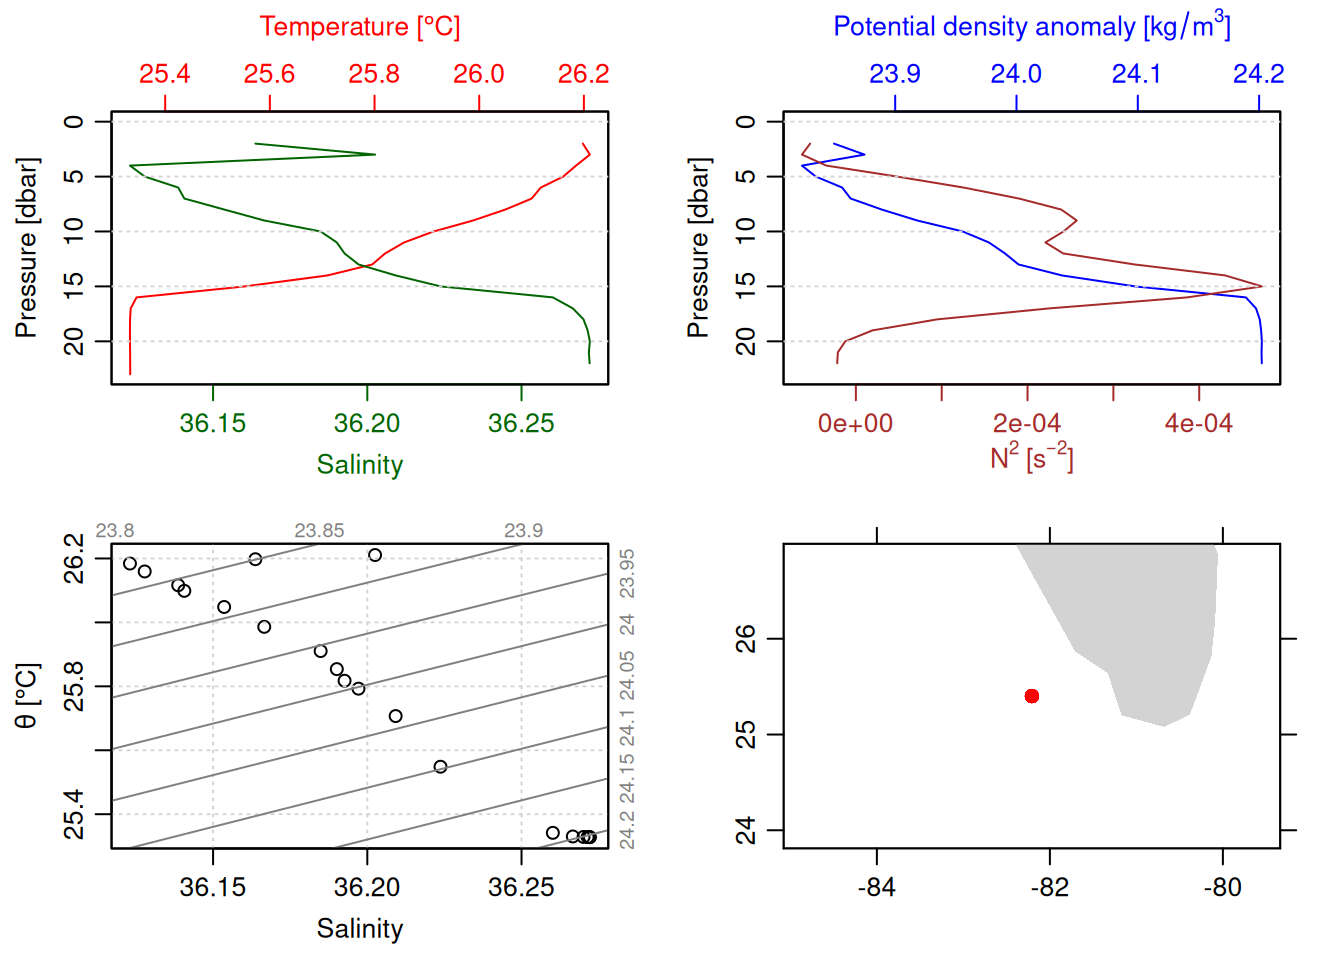 Temperature [°C]
25.4 25.6 25.8 26.0 26.2
Pressure [dbar]
0
5
10
15
20
36.15 36.20 36.25
Salinity
Potential density anomaly [kg/m³]
23.9 24.0 24.1 24.2
Pressure [dbar]
0
5
10
15
20
0e+00 2e-04 4e-04
N² [s⁻²]
23.8 23.85 23.9
θ [°C]
26.2
25.8
25.4
23.95
24
24.05
24.1
24.15
24.2
36.15 36.20 36.25
Salinity
26
25
24
-84 -82 -80